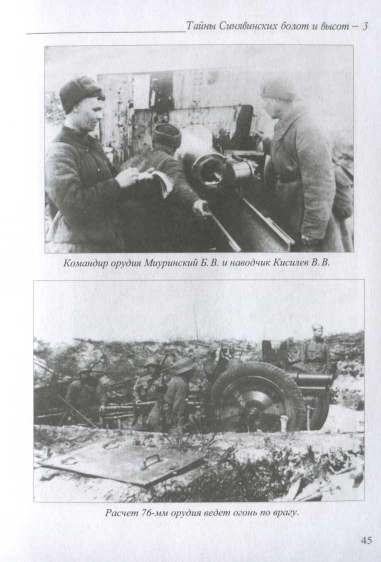 Тайны Синявинских болот и высот – 3
Командир орудия Миуринский Б. В. и наводчик Кисилев В. В.
Расчет 76-мм орудия ведет огонь по врагу.
45